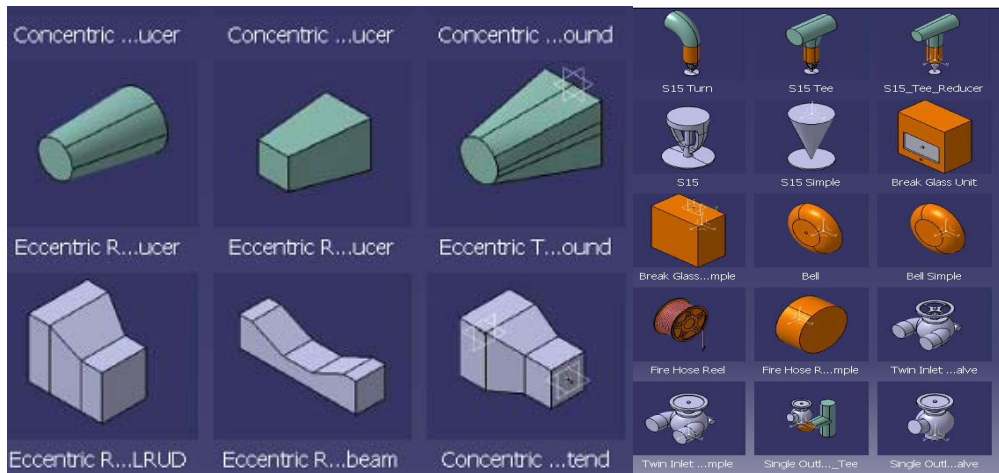 Concentric ...ucer Concentric ...ucer Concentric ...ound
Eccentric R...ucer Eccentric R...ucer Eccentric T...ound
Eccentric R...LRUD Eccentric R...beam Concentric ...tend
S15 Turn S15 Tee S15_Tee_Reducer
S15 S15 Simple Break Glass Unit
Break Glass...mple Bell Bell Simple
Fire Hose Reel Fire Hose R...mple Twin Inlet ...alve
Twin Inlet ...mple Single Outl..._Tee Single Outl...alve